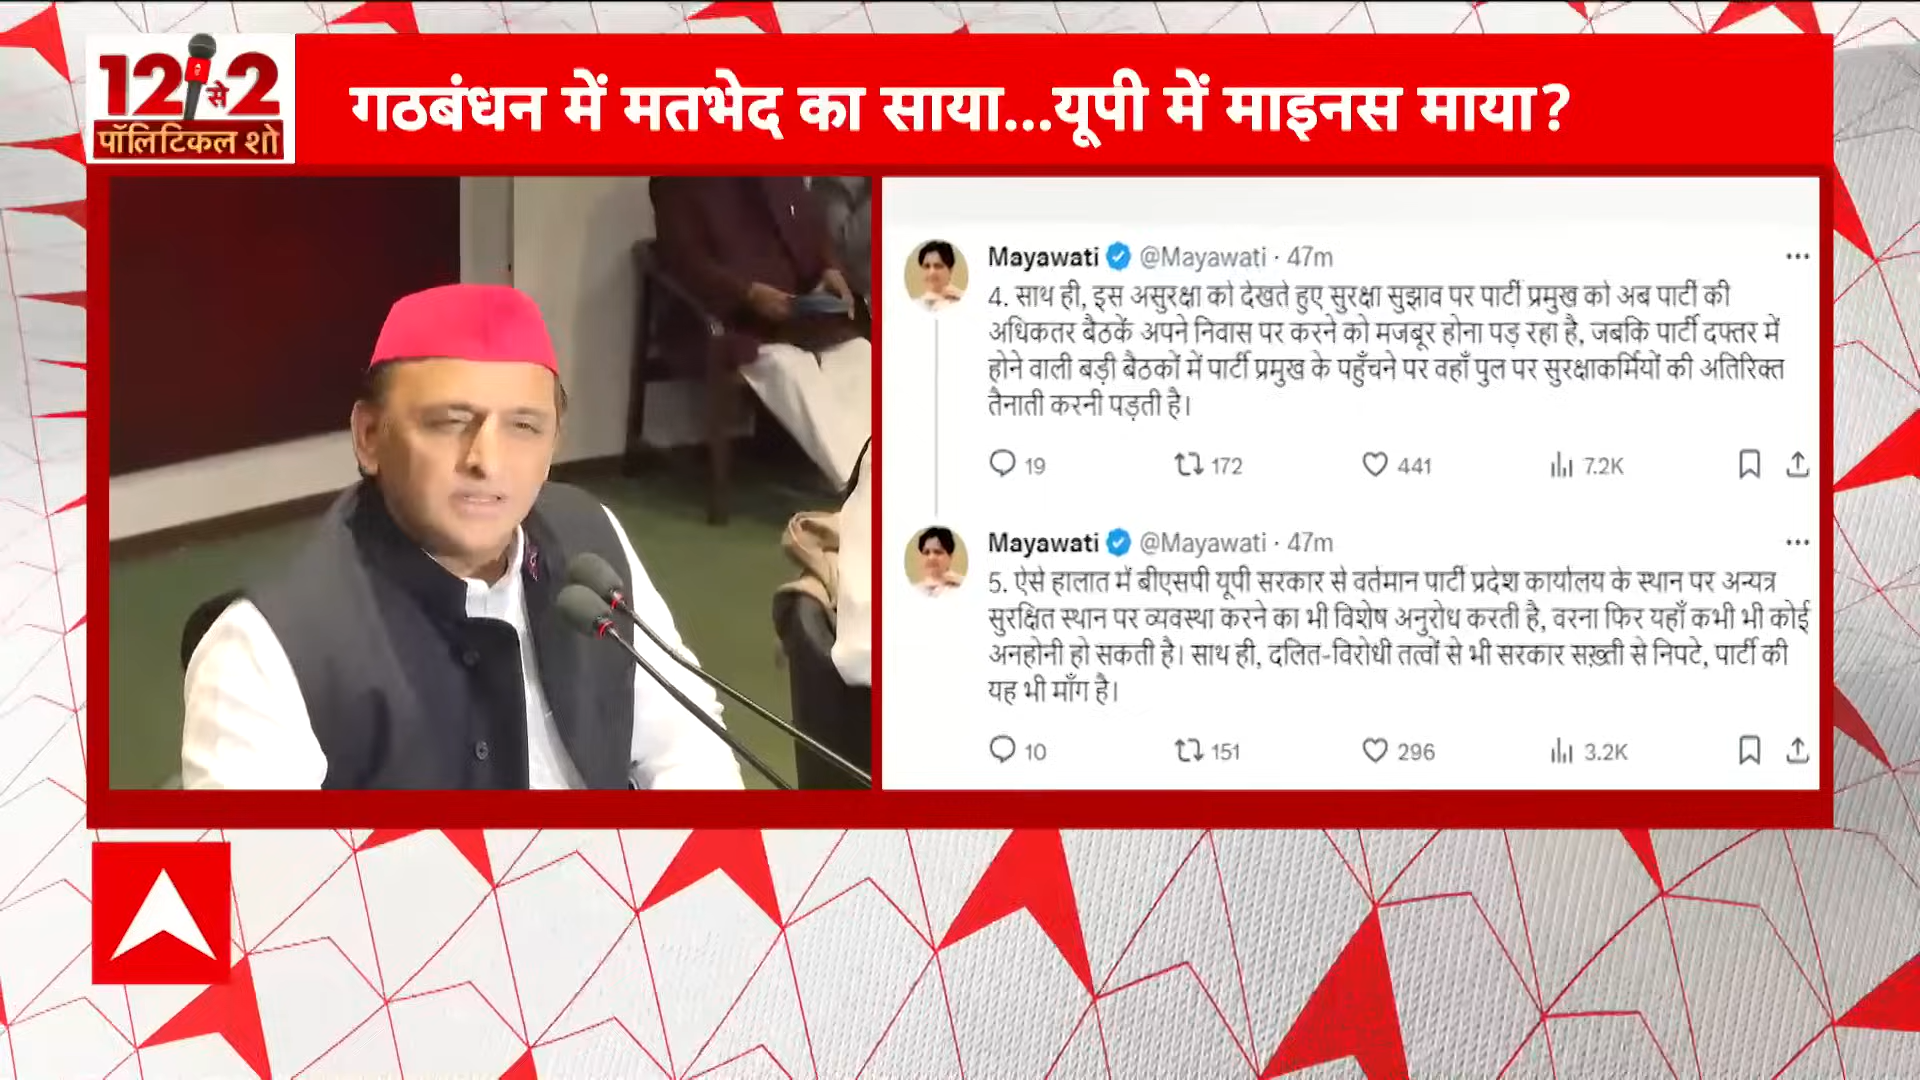 12 से 2
पॉलिटिकल शो
गठबंधन में मतभेद का साया...यूपी में माइनस माया?
Mayawati @Mayawati · 47m
4. साथ ही, इस असुरक्षा को देखते हुए सुरक्षा सुझाव पर पार्टी प्रमुख को अब पार्टी की
अधिकतर बैठकें अपने निवास पर करने को मजबूर होना पड़ रहा है, जबकि पार्टी दफ्तर में
होने वाली बड़ी बैठकों में पार्टी प्रमुख के पहुँचने पर वहाँ पुल पर सुरक्षाकर्मियों की अतिरिक्त
तैनाती करनी पड़ती है।
19 172 441 7.2K
Mayawati @Mayawati · 47m
5. ऐसे हालात में बीएसपी यूपी सरकार से वर्तमान पार्टी प्रदेश कार्यालय के स्थान पर अन्यत्र
सुरक्षित स्थान पर व्यवस्था करने का भी विशेष अनुरोध करती है, वरना फिर यहाँ कभी भी कोई
अनहोनी हो सकती है। साथ ही, दलित-विरोधी तत्वों से भी सरकार सख़्ती से निपटे, पार्टी की
यह भी माँग है।
10 151 296 3.2K